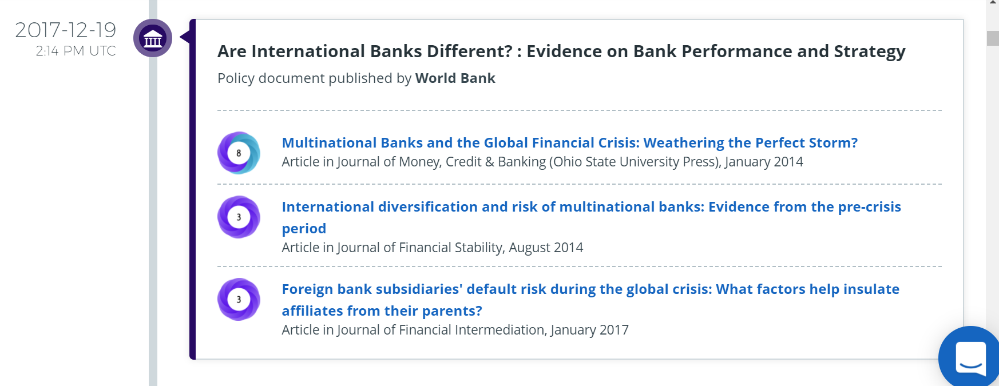 2017-12-19
2:14 PM UTC
Are International Banks Different? : Evidence on Bank Performance and Strategy
Policy document published by World Bank
8
Multinational Banks and the Global Financial Crisis: Weathering the Perfect Storm?
Article in Journal of Money, Credit & Banking (Ohio State University Press), January 2014
3
International diversification and risk of multinational banks: Evidence from the pre-crisis
period
Article in Journal of Financial Stability, August 2014
3
Foreign bank subsidiaries' default risk during the global crisis: What factors help insulate
affiliates from their parents?
Article in Journal of Financial Intermediation, January 2017